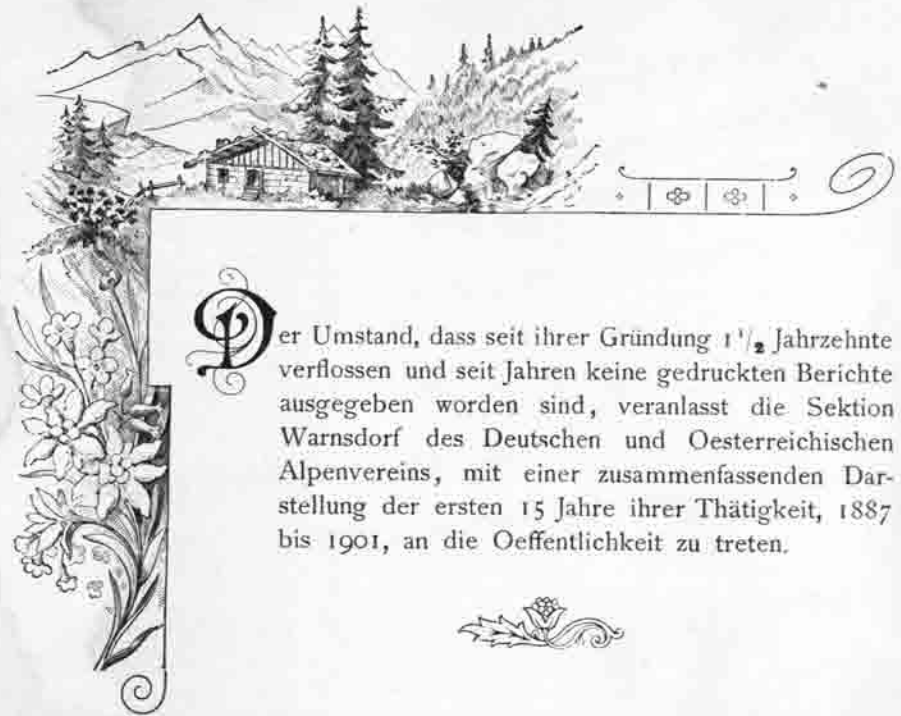 Der Umstand, dass seit ihrer Gründung 1 1/2 Jahrzehnte
verflossen und seit Jahren keine gedruckten Berichte
ausgegeben worden sind, veranlasst die Sektion
Warnsdorf des Deutschen und Oesterreichischen
Alpenvereins, mit einer zusammenfassenden Dar-
stellung der ersten 15 Jahre ihrer Thätigkeit, 1887
bis 1901, an die Oeffentlichkeit zu treten.